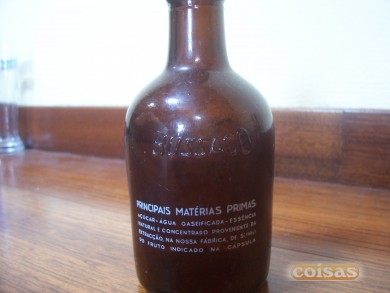 PRINCIPAIS MATÉRIAS PRIMAS
AÇÚCAR-ÁGUA GASEIFICADA-ESSÊNCIA
NATURAL E CONCENTRADO PROVENIENTE DA
EXTRACÇÃO, NA NOSSA FÁBRICA, DE SUMO
DO FRUTO INDICADO NA CÁPSULA
coisas